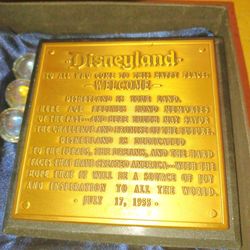 Disneyland
TO ALL WHO COME TO THIS HAPPY PLACE:
WELCOME
DISNEYLAND IS YOUR LAND.
HERE AGE RELIVES FOND MEMORIES
OF THE PAST...AND HERE YOUTH MAY SAVOR
THE CHALLENGE AND PROMISE OF THE FUTURE.
DISNEYLAND IS DEDICATED
TO THE IDEALS, THE DREAMS, AND THE HARD
FACTS THAT HAVE CREATED AMERICA...WITH THE
HOPE THAT IT WILL BE A SOURCE OF JOY
AND INSPIRATION TO ALL THE WORLD.
JULY 17, 1955